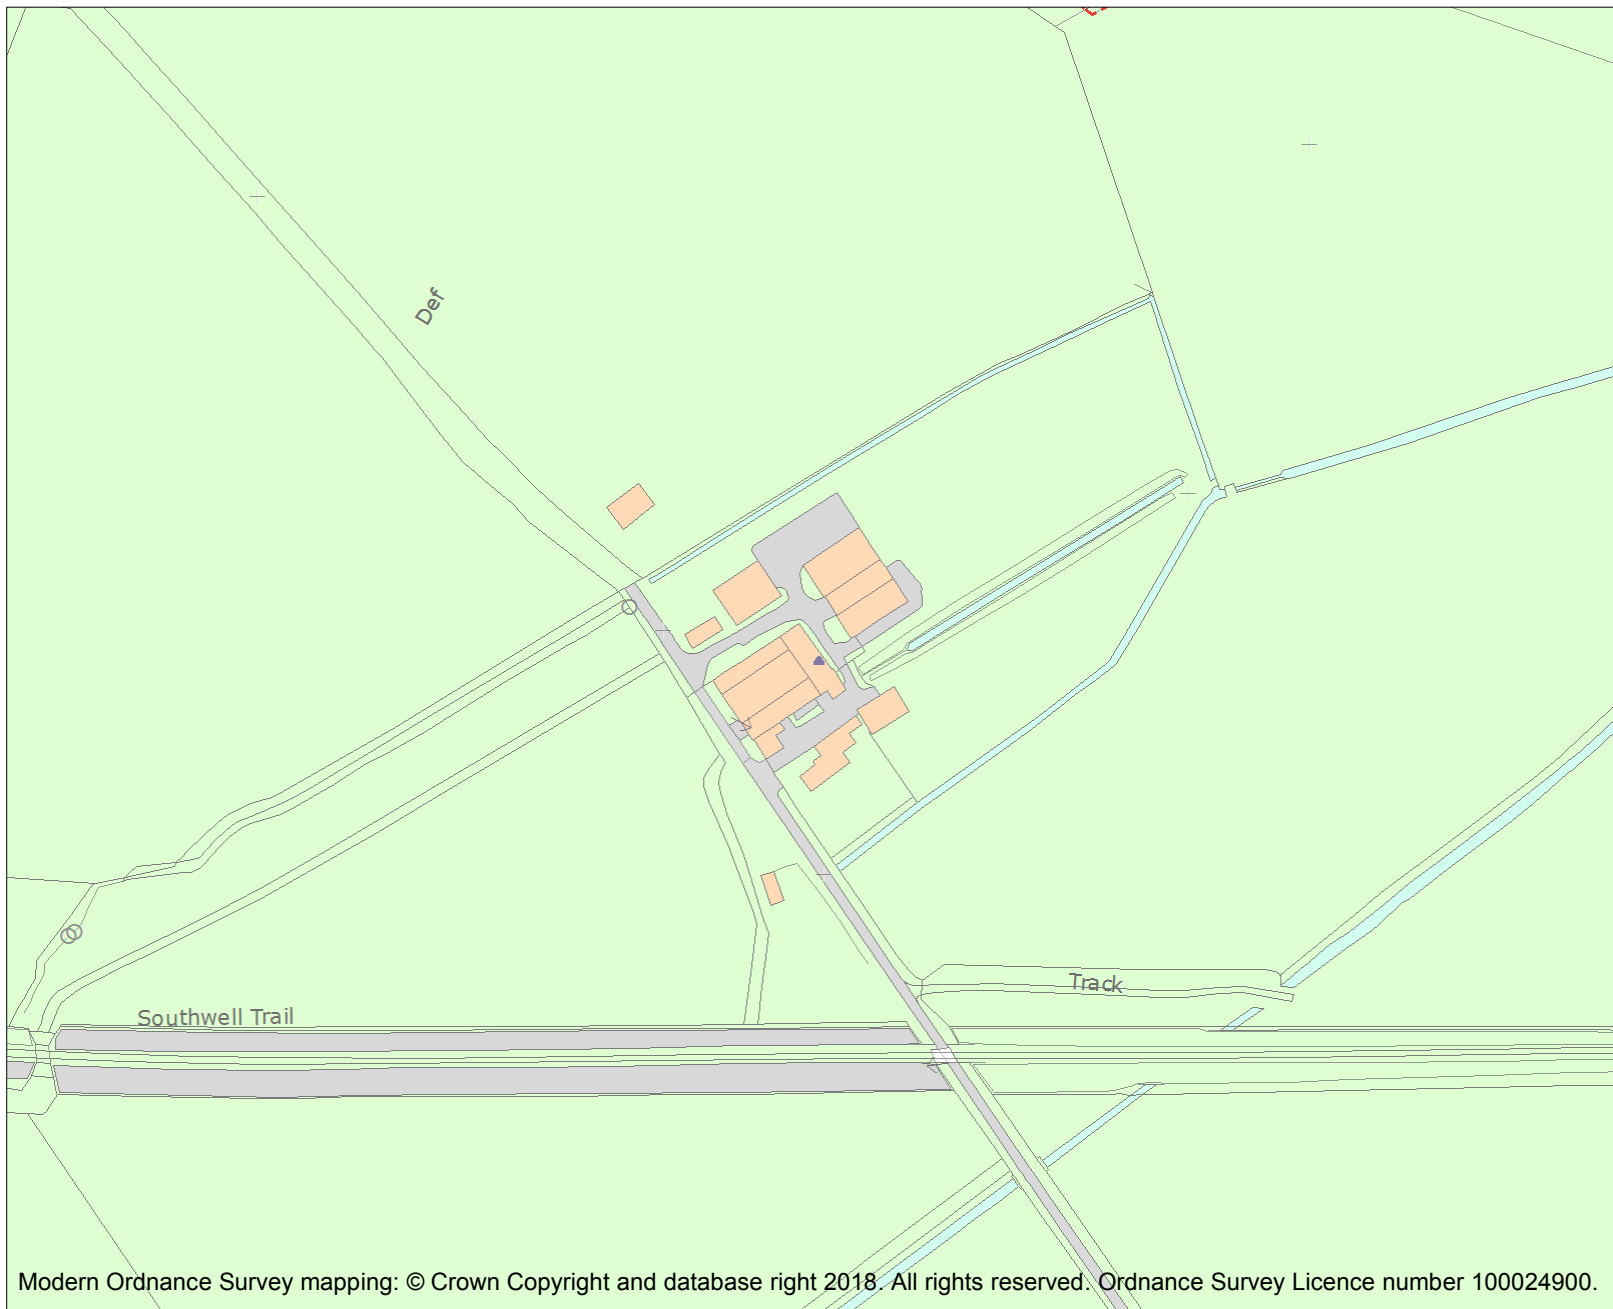 Def
Track
Southwell Trail
Modern Ordnance Survey mapping: © Crown Copyright and database right 2018. All rights reserved. Ordnance Survey Licence number 100024900.